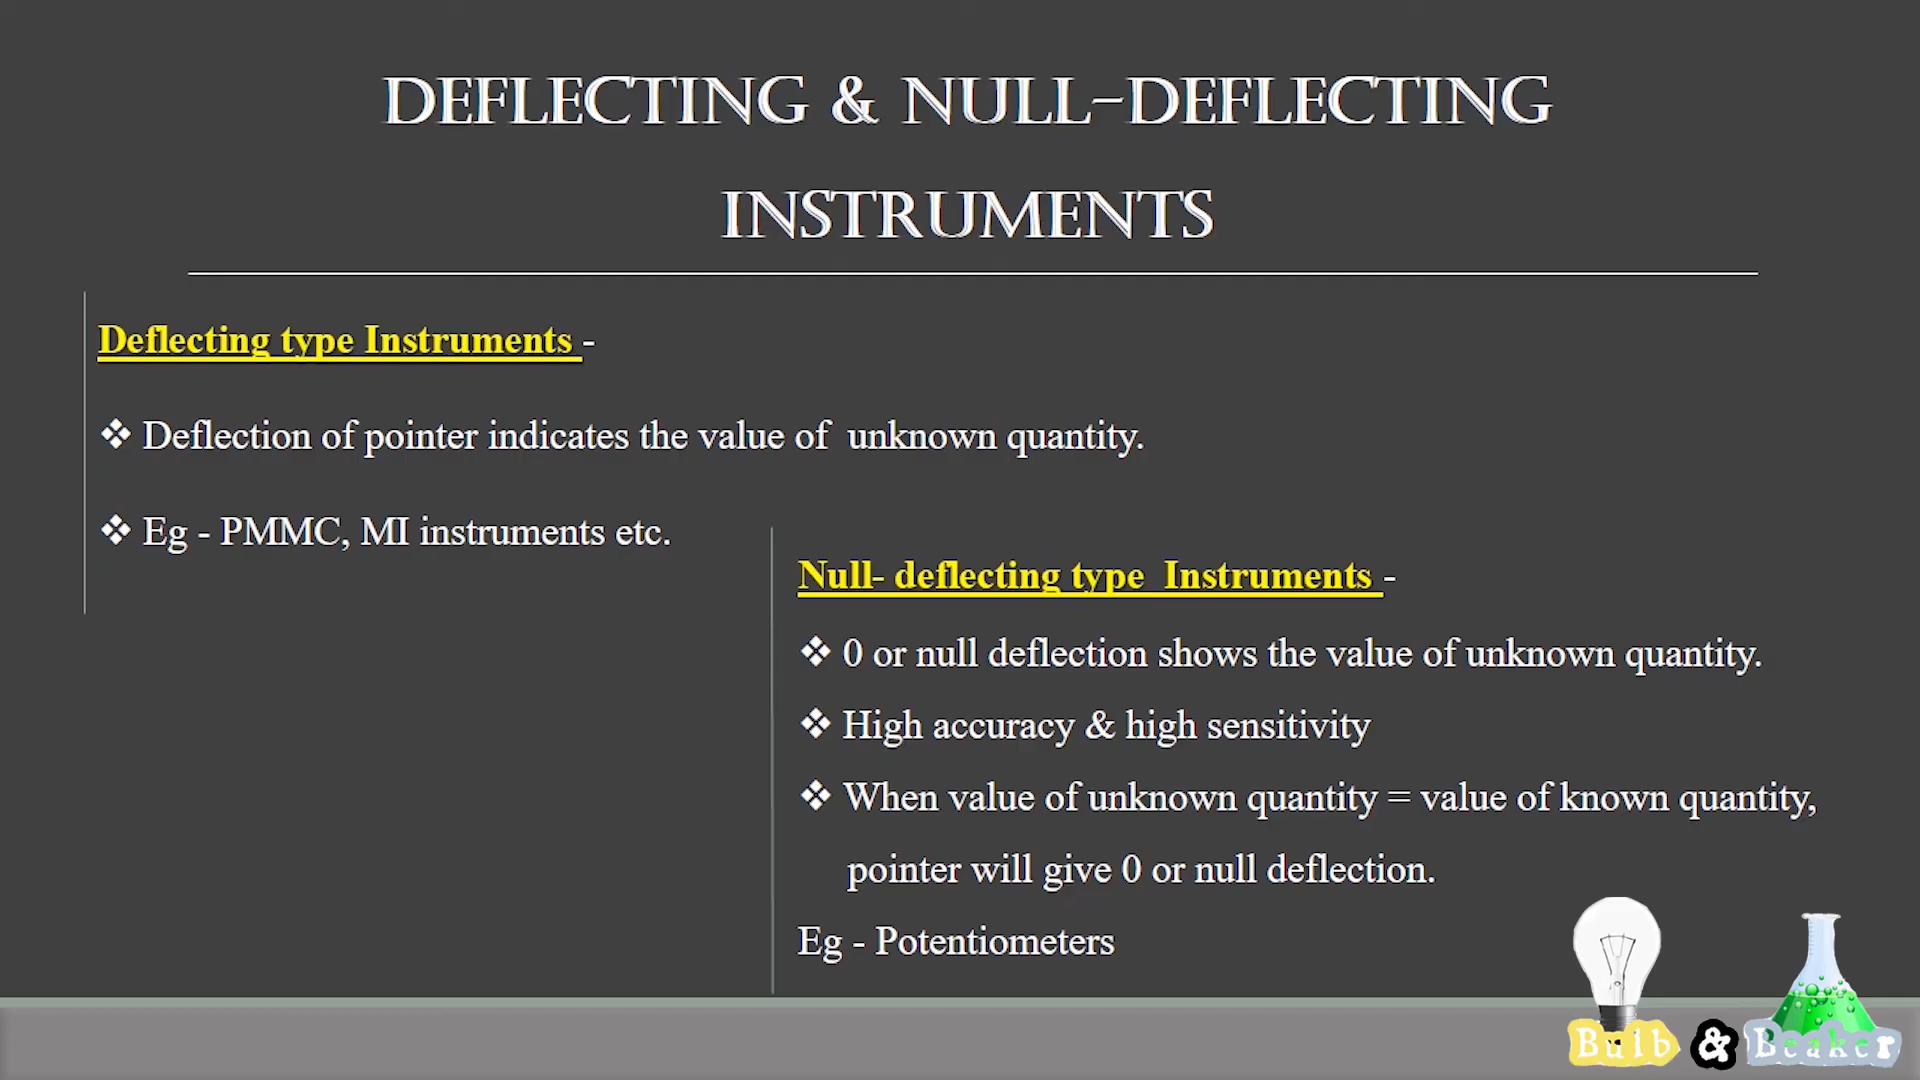 DEFLECTING & NULL-DEFLECTING
INSTRUMENTS
Deflecting type Instruments -
❖ Deflection of pointer indicates the value of unknown quantity.
❖ Eg - PMMC, MI instruments etc.
Null- deflecting type Instruments -
❖ 0 or null deflection shows the value of unknown quantity.
❖ High accuracy & high sensitivity
❖ When value of unknown quantity = value of known quantity,
pointer will give 0 or null deflection.
Eg - Potentiometers
Bulb & Beaker